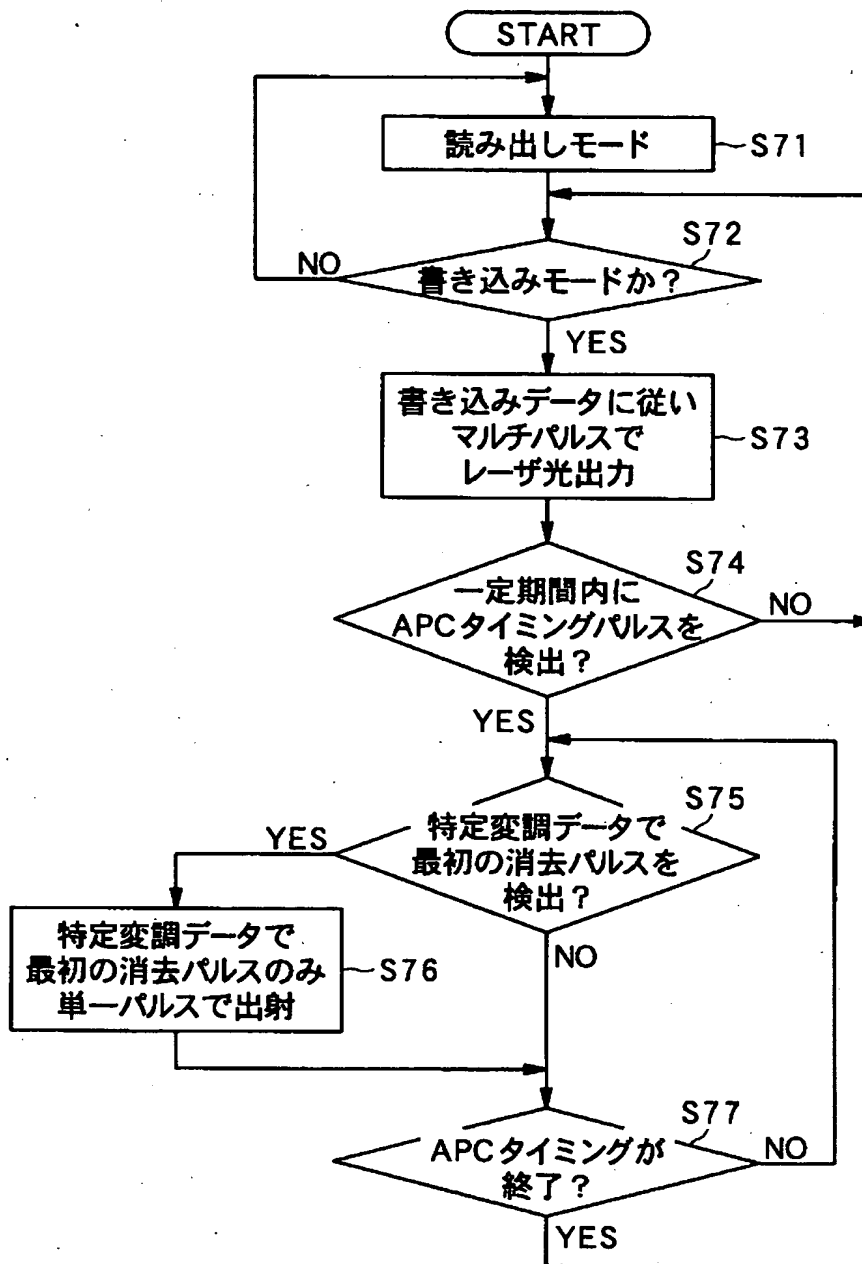 START
読み出しモード
S71
S72
NO
書き込みモードか?
YES
書き込みデータに従い
マルチパルスで
レーザ光出力
S73
S74
一定期間内に
APCタイミングパルスを
検出?
NO
YES
S75
特定変調データで
最初の消去パルスを
検出?
YES
NO
特定変調データで
最初の消去パルスのみ
単一パルスで出射
S76
S77
APCタイミングが
終了?
NO
YES